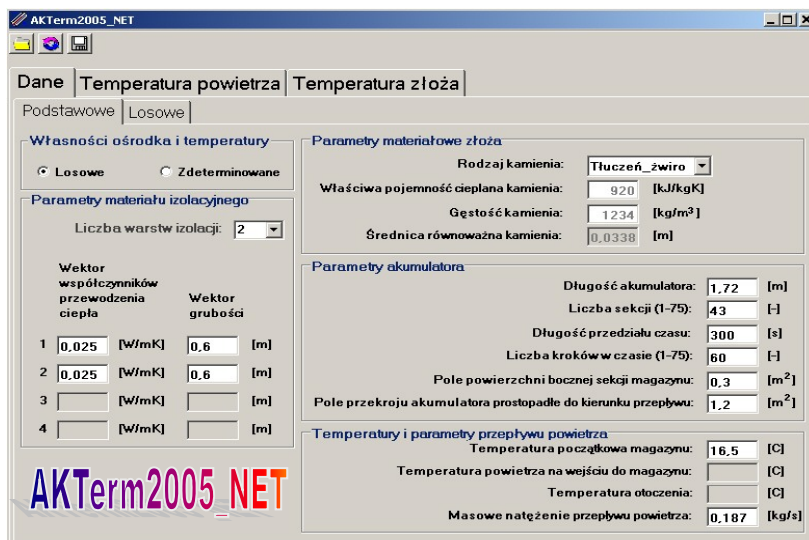 AKTerm2005_NET
Dane Temperatura powietrza Temperatura złoża
Podstawowe Losowe
Własności ośrodka i temperatury
Losowe Zdeterminowane
Parametry materiału izolacyjnego
Liczba warstw izolacji: 2
Wektor
współczynników
przewodzenia
ciepła
Wektor
grubości
1 0,025 [W/mK] 0,6 [m]
2 0,025 [W/mK] 0,6 [m]
3 [W/mK] [m]
4 [W/mK] [m]
AKTerm2005_NET
Parametry materiałowe złoża
Rodzaj kamienia: Tłuczeń_żwiro
Właściwa pojemność cieplana kamienia: 920 [kJ/kgK]
Gęstość kamienia: 1234 [kg/m³]
Średnica równoważna kamienia: 0,0338 [m]
Parametry akumulatora
Długość akumulatora: 1,72 [m]
Liczba sekcji (1-75): 43 [-]
Długość przedziału czasu: 300 [s]
Liczba kroków w czasie (1-75): 60 [-]
Pole powierzchni bocznej sekcji magazynu: 0,3 [m²]
Pole przekroju akumulatora prostopadłe do kierunku przepływu: 1,2 [m²]
Temperatury i parametry przepływu powietrza
Temperatura początkowa magazynu: 16,5 [C]
Temperatura powietrza na wejściu do magazynu: [C]
Temperatura otoczenia: [C]
Masowe natężenie przepływu powietrza: 0,187 [kg/s]